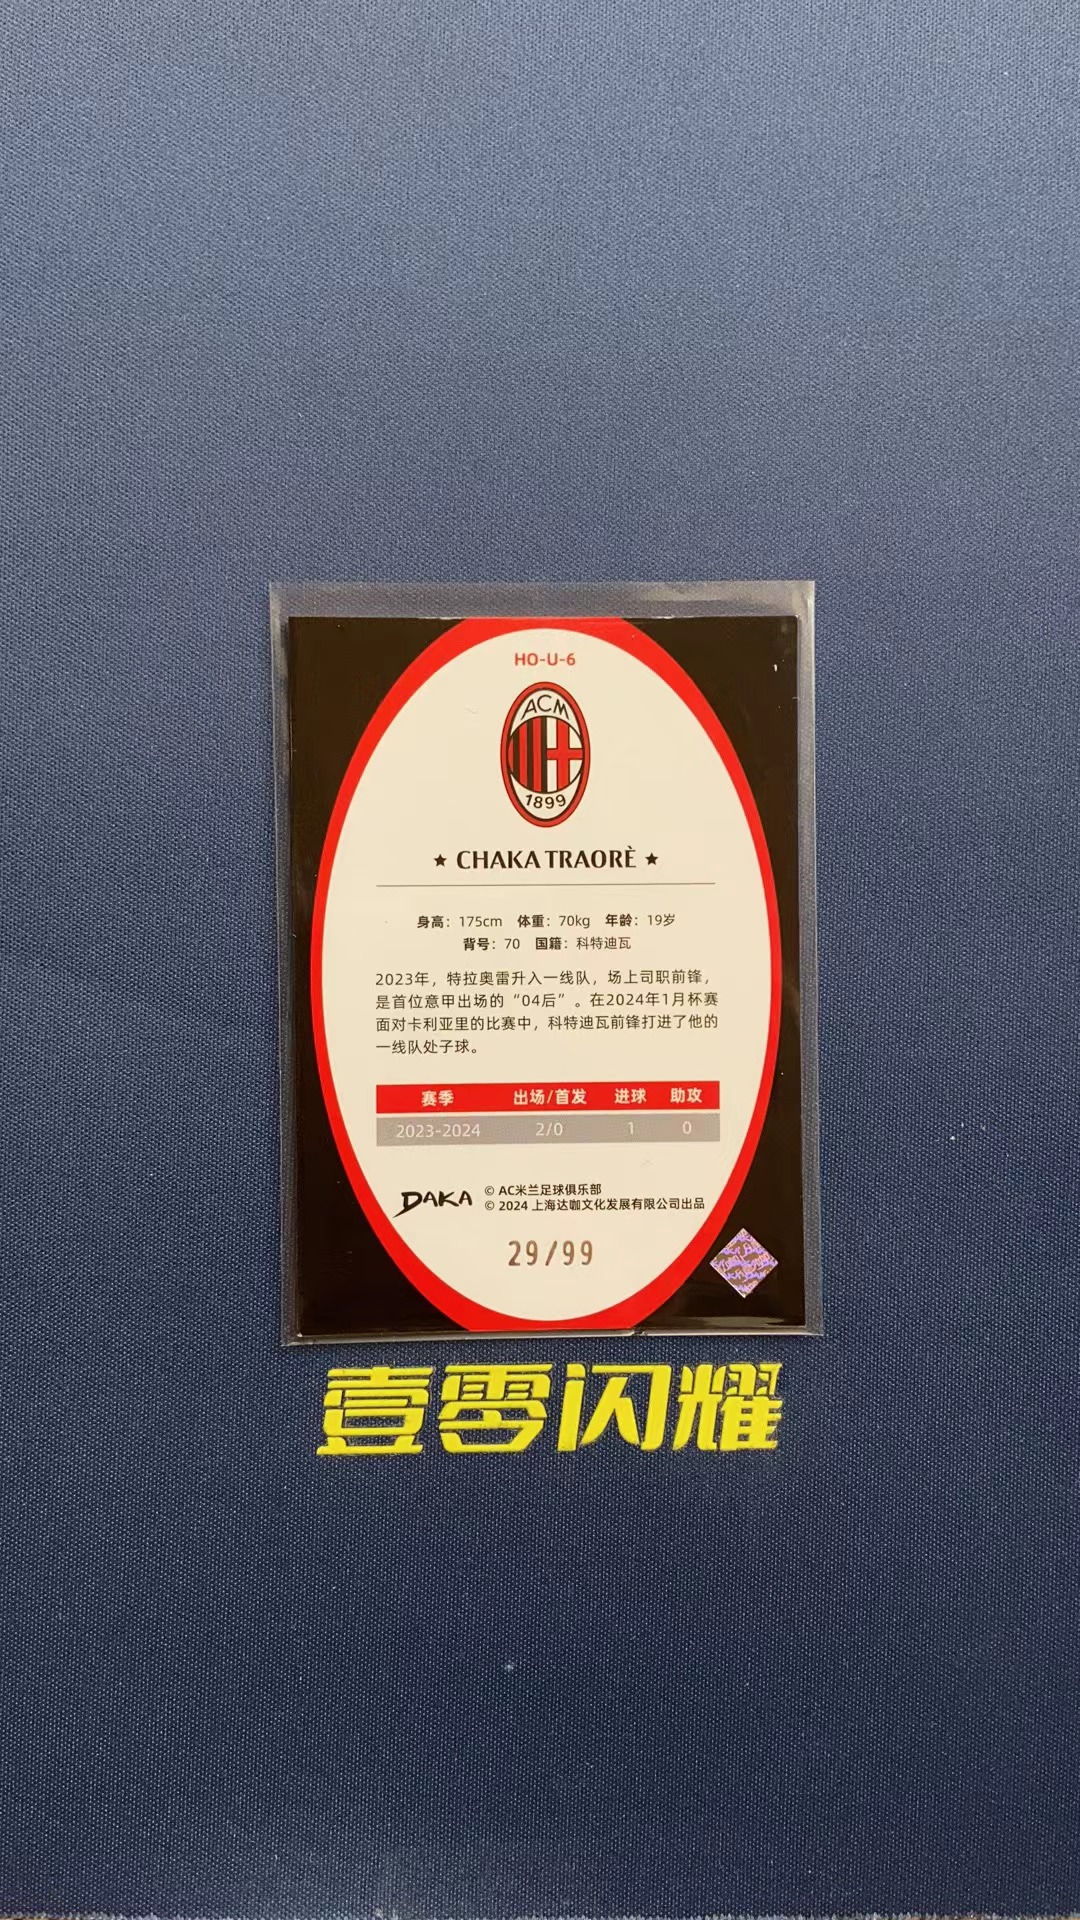 HO-U-6
ACM
1899
★ CHAKA TRAORÈ ★
身高：175cm 体重：70kg 年龄：19岁
背号：70 国籍：科特迪瓦
2023年，特拉奥雷升入一线队，场上司职前锋，
是首位意甲出场的“04后”。在2024年1月杯赛
面对卡利亚里的比赛中，科特迪瓦前锋打进了他的
一线队处子球。
赛季 出场/首发 进球 助攻
2023-2024 2/0 1 0
DAKA
© AC米兰足球俱乐部
© 2024 上海达咖文化发展有限公司出品
29/99
壹零闪耀